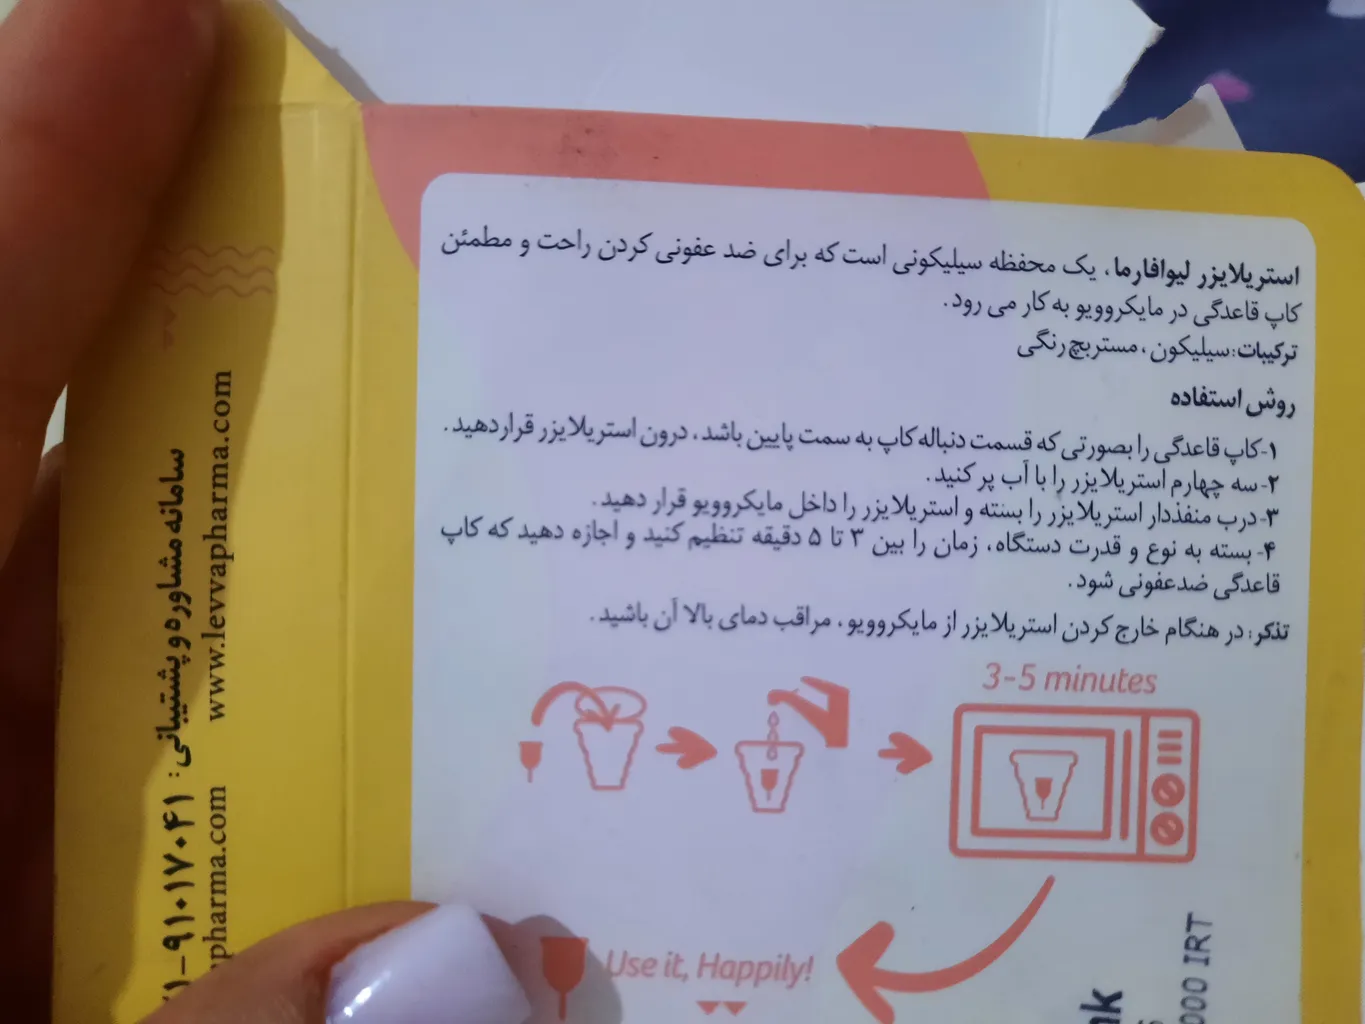 استریلایزر لیوافارما، یک محفظه سیلیکونی است که برای ضد عفونی کردن راحت و مطمئن
کاپ قاعدگی در مایکروویو به کار می رود.
ترکیبات: سیلیکون، مستربچ رنگی
روش استفاده
۱-کاپ قاعدگی را بصورتی که قسمت دنباله کاپ به سمت پایین باشد، درون استریلایزر قراردهید.
۲-سه چهارم استریلایزر را با آب پر کنید.
۳-درب منفذدار استریلایزر را بسته و استریلایزر را داخل مایکروویو قرار دهید.
۴- بسته به نوع و قدرت دستگاه، زمان را بین ۳ تا ۵ دقیقه تنظیم کنید و اجازه دهید که کاپ
قاعدگی ضدعفونی شود.
تذکر: در هنگام خارج کردن استریلایزر از مایکروویو، مراقب دمای بالا آن باشید.
3-5 minutes
Use it, Happily!
000 IRT
سامانه مشاوره و پشتیبانی: ۹۱۰۱۷۰۴۱
www.levvapharma.com
pharma.com